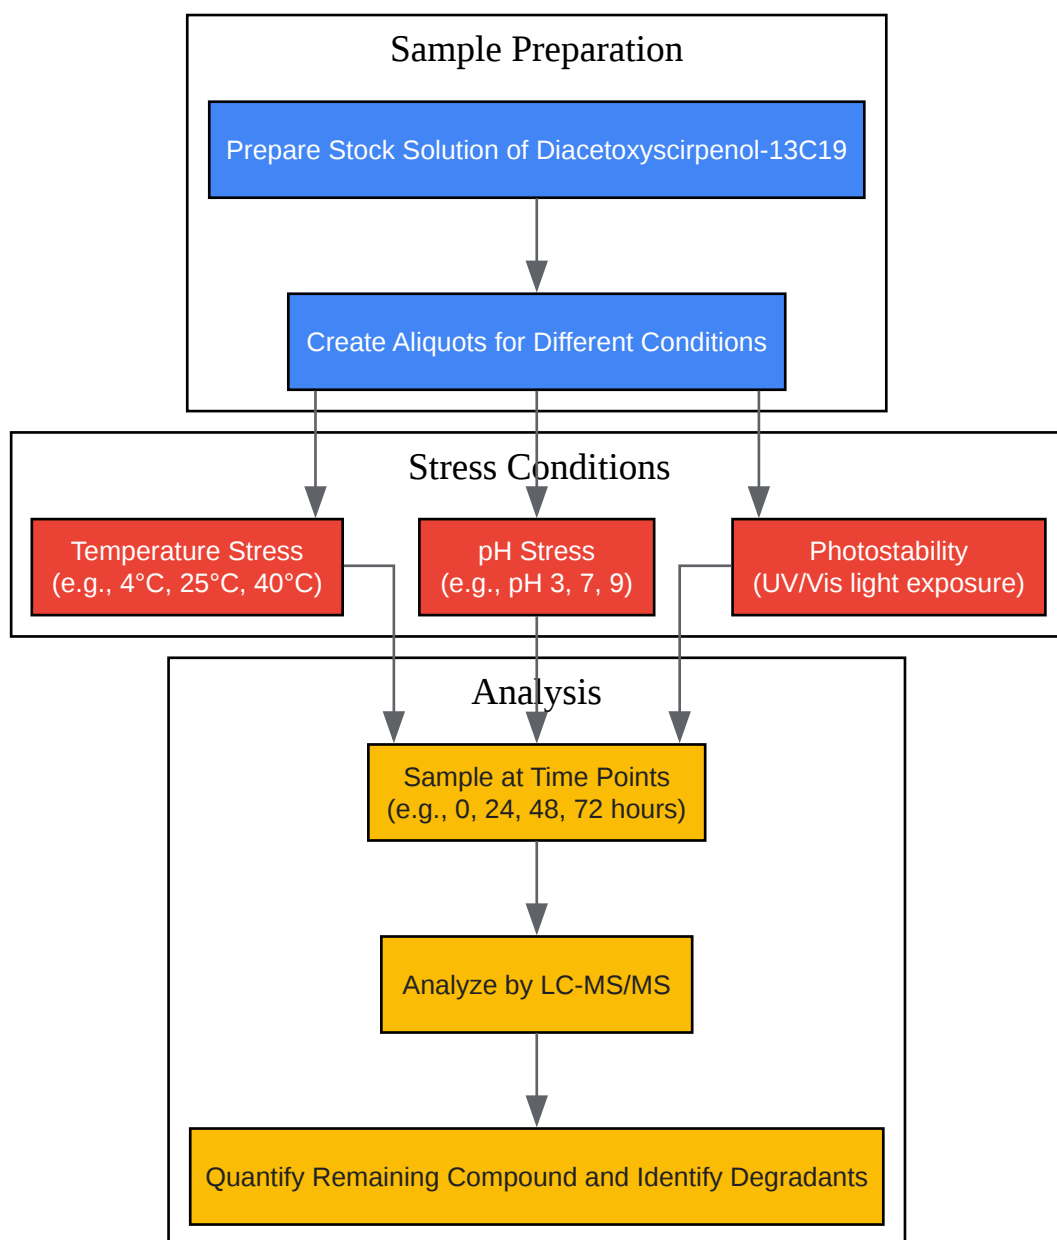 Sample Preparation
Prepare Stock Solution of Diacetoxyscirpenol-13C19
Create Aliquots for Different Conditions
Stress Conditions
Temperature Stress
(e.g., 4°C, 25°C, 40°C)
pH Stress
(e.g., pH 3, 7, 9)
Photostability
(UV/Vis light exposure)
Analysis
Sample at Time Points
(e.g., 0, 24, 48, 72 hours)
Analyze by LC-MS/MS
Quantify Remaining Compound and Identify Degradants